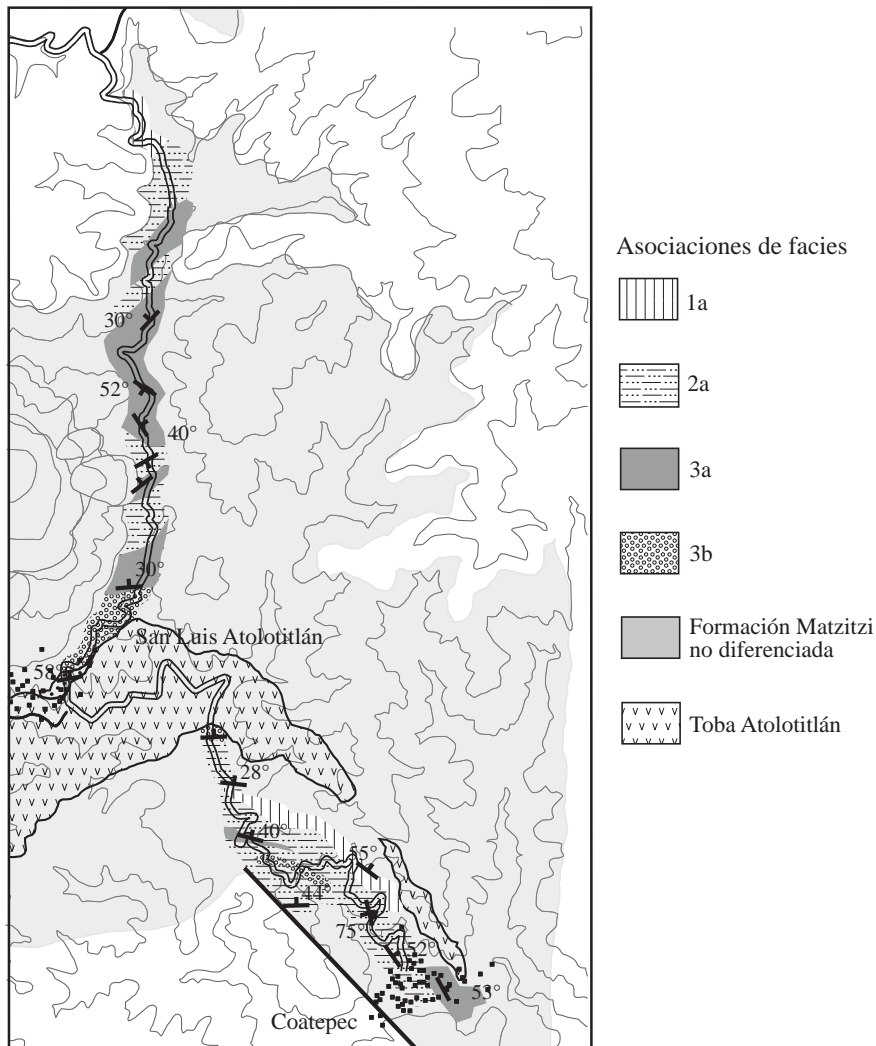 30°
52°
40°
30°
San Luis Atolotitlán
58°
28°
40°
55°
44°
75°
52°
53°
Coatepec
Asociaciones de facies
1a
2a
3a
3b
Formación Matzitzi
no diferenciada
Toba Atolotitlán